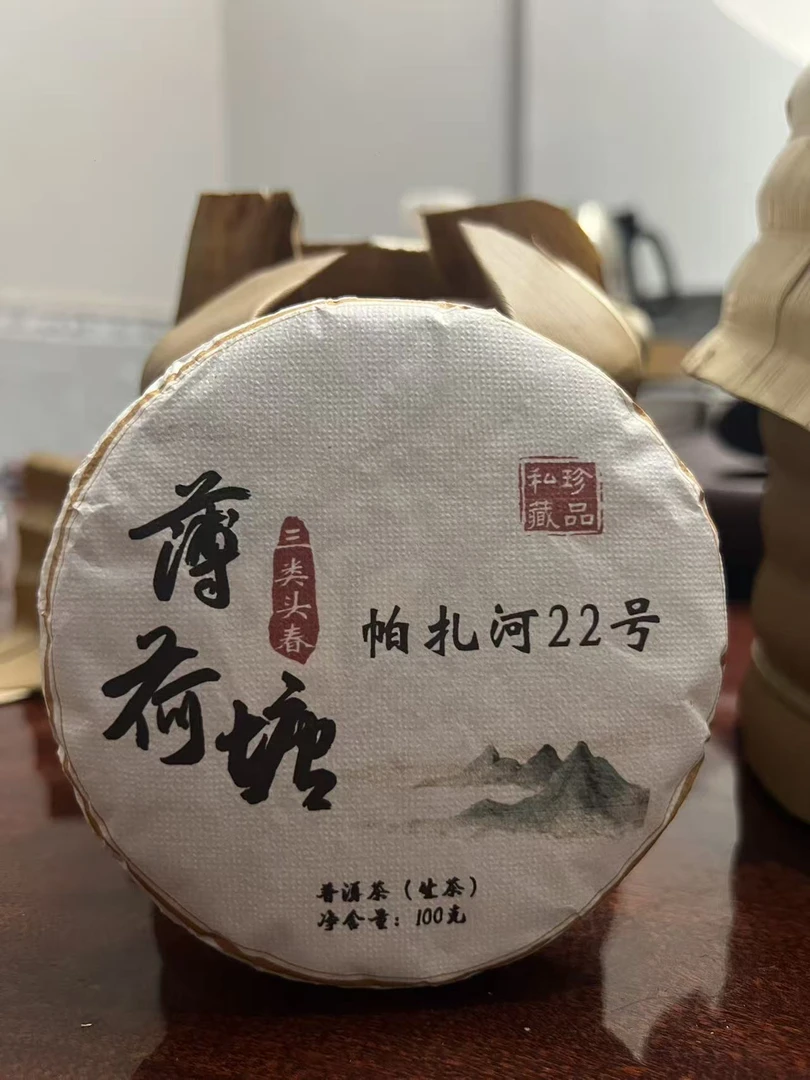 薄荷塘
三类头春
珍品私藏
帕扎河22号
普洱茶（生茶）
净含量：100克